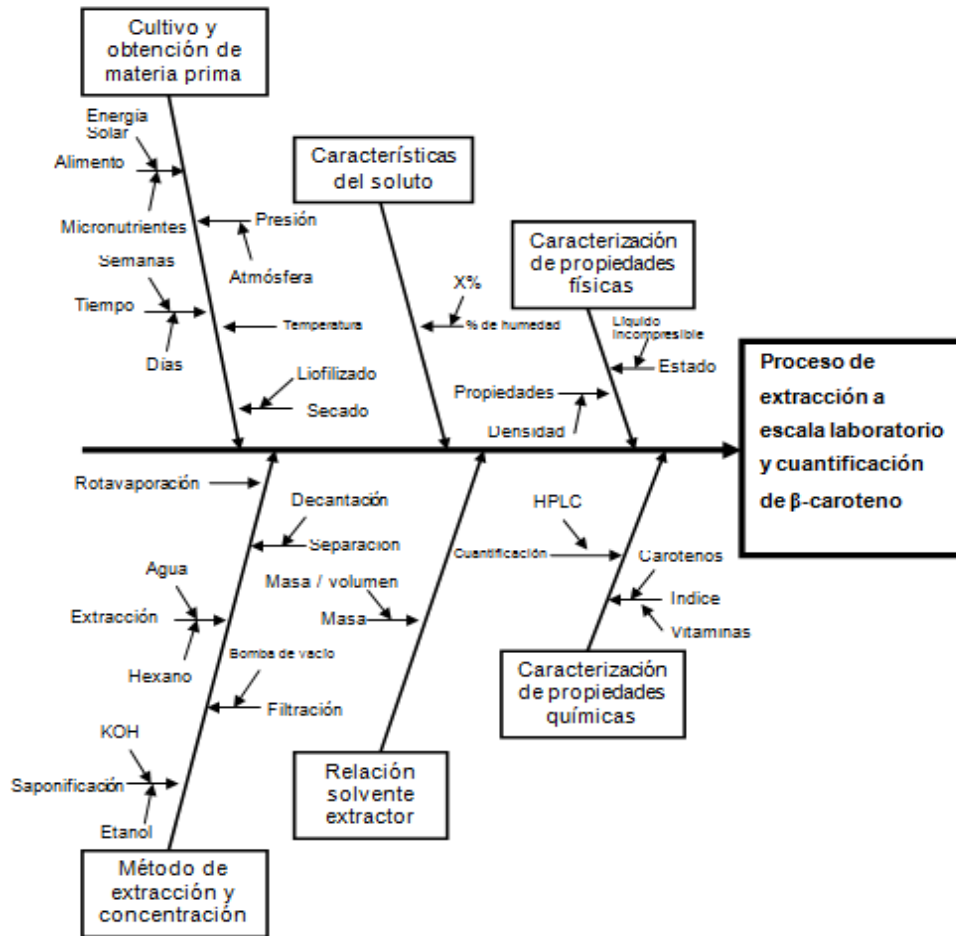 Cultivo y
obtención de
materia prima
Energía
Solar
Alimento
Micronutrientes
Presión
Atmósfera
Semanas
Tiempo
Días
Temperatura
Liofilizado
Secado
Características
del soluto
X%
% de humedad
Caracterización
de propiedades
físicas
Líquido
incompresible
Estado
Propiedades
Densidad
Proceso de
extracción a
escala laboratorio
y cuantificación
de β-caroteno
Rotavaporación
Decantación
Separación
Agua
Extracción
Hexano
Bomba de vacío
Filtración
KOH
Saponificación
Etanol
Método de
extracción y
concentración
Masa / volumen
Masa
Relación
solvente
extractor
HPLC
Cuantificación
Carotenos
Indice
Vitaminas
Caracterización
de propiedades
químicas